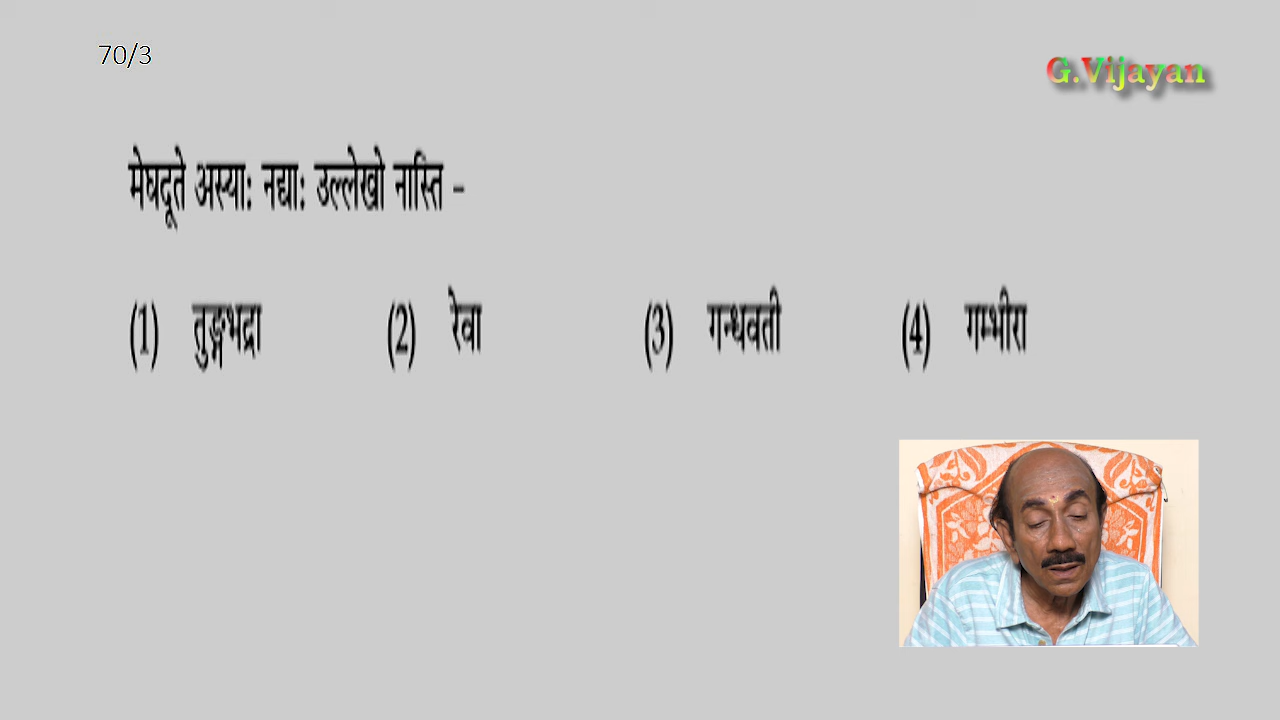 70/3
G.Vijayan
मेघदूते अस्याः नद्याः उल्लेखो नास्ति –
(1) तुङ्गभद्रा (2) रेवा (3) गन्धवती (4) गम्भीरा